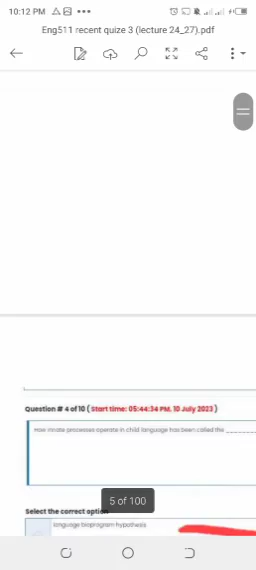 10:12 PM
Eng511 recent quize 3 (lecture 24_27).pdf
Question # 4 of 10 ( Start time: 05:44:34 PM, 10 July 2023 )
How innate processes operate in child language has been called the ________
5 of 100
Select the correct option
language bioprogram hypothesis